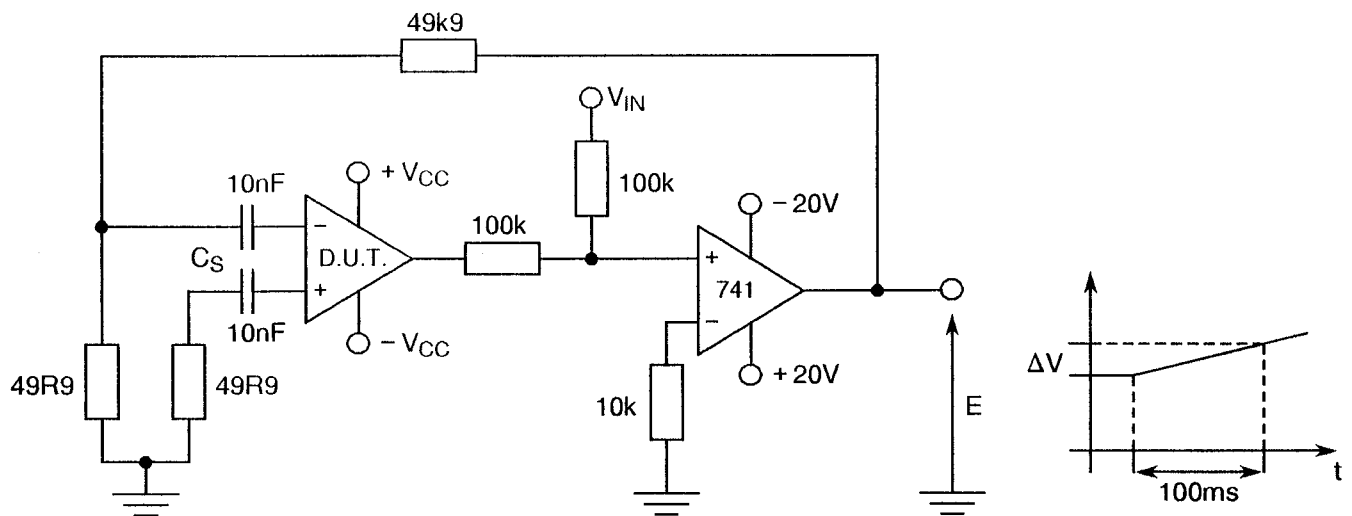 49k9
V_IN
10nF
+ V_CC
100k
– 20V
100k
–
C_S
D.U.T.
+
+
10nF
741
– V_CC
–
49R9
49R9
+ 20V
10k
E
ΔV
t
100ms